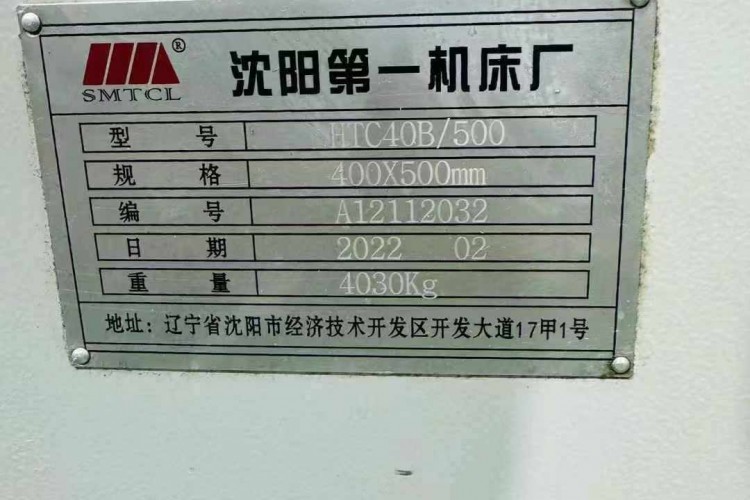 SMTCL ® 沈阳第一机床厂
型 号 HTC40B/500
规 格 400X500mm
编 号 A12112032
日 期 2022 02
重 量 4030Kg
地址：辽宁省沈阳市经济技术开发区开发大道17甲1号